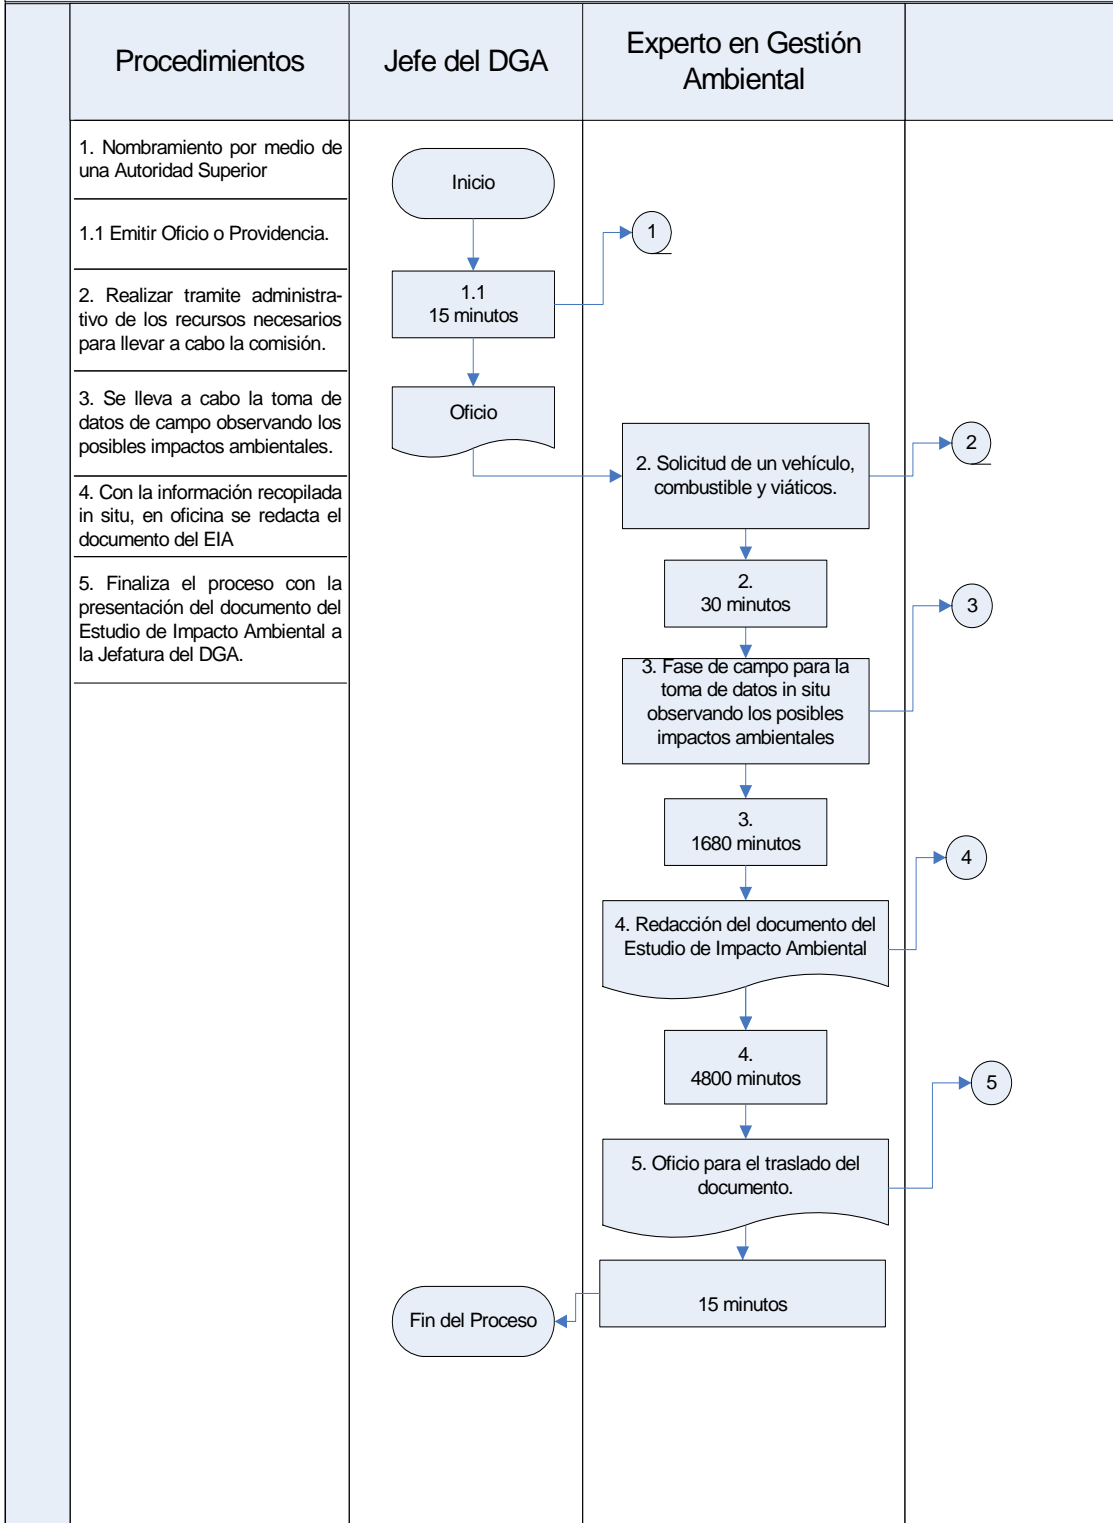 Procedimientos
Jefe del DGA
Experto en Gestión
Ambiental
1. Nombramiento por medio de
una Autoridad Superior
1.1 Emitir Oficio o Providencia.
2. Realizar tramite administra-
tivo de los recursos necesarios
para llevar a cabo la comisión.
3. Se lleva a cabo la toma de
datos de campo observando los
posibles impactos ambientales.
4. Con la información recopilada
in situ, en oficina se redacta el
documento del EIA
5. Finaliza el proceso con la
presentación del documento del
Estudio de Impacto Ambiental a
la Jefatura del DGA.
Inicio
1
1.1
15 minutos
Oficio
2. Solicitud de un vehículo,
combustible y viáticos.
2
2.
30 minutos
3
3. Fase de campo para la
toma de datos in situ
observando los posibles
impactos ambientales
3.
1680 minutos
4
4. Redacción del documento del
Estudio de Impacto Ambiental
4.
4800 minutos
5
5. Oficio para el traslado del
documento.
15 minutos
Fin del Proceso